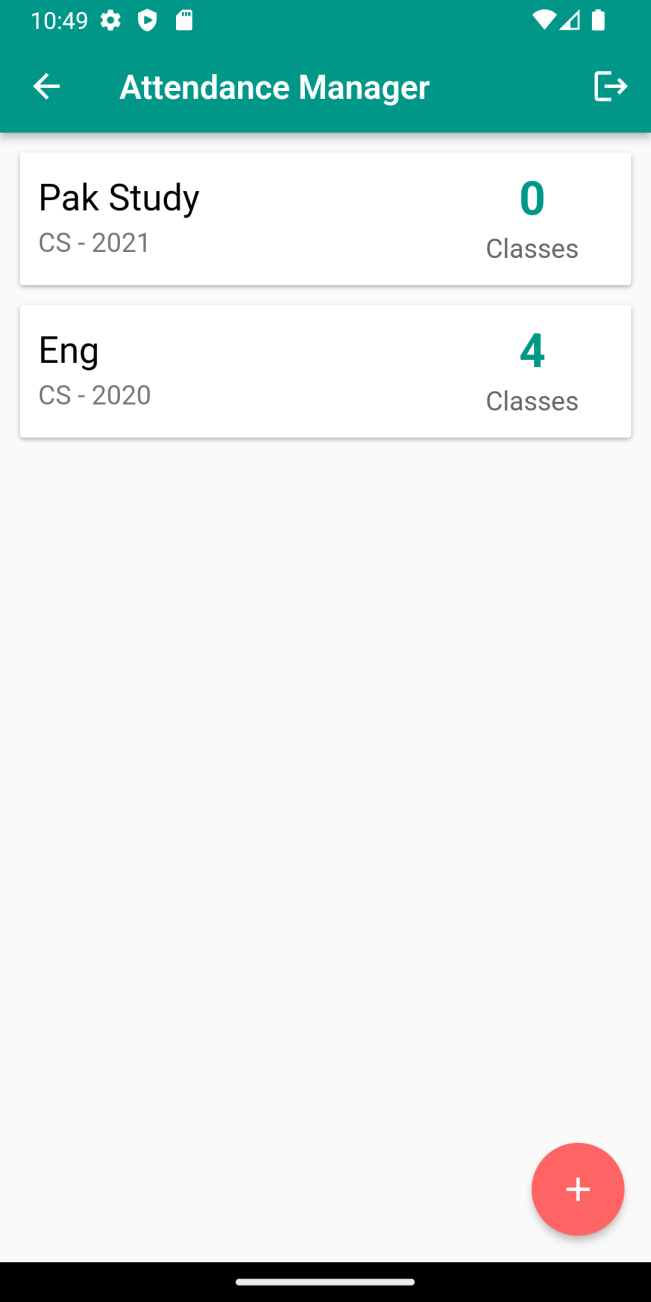 10:49
Attendance Manager
Pak Study
CS - 2021
0
Classes
Eng
CS - 2020
4
Classes